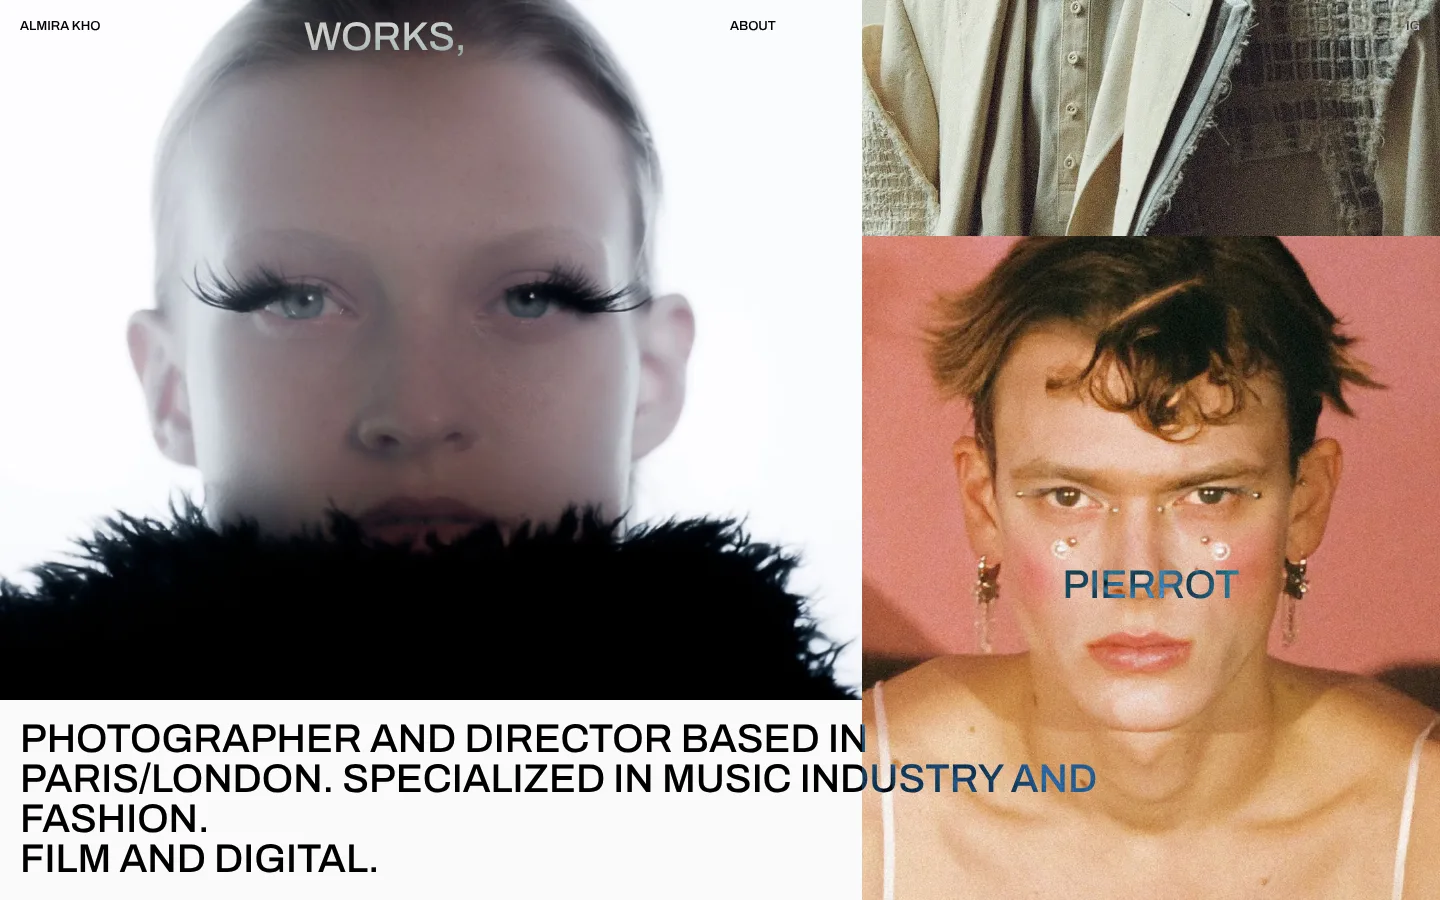 ALMIRA KHO
WORKS,
ABOUT
IG
PIERROT
PHOTOGRAPHER AND DIRECTOR BASED IN
PARIS/LONDON. SPECIALIZED IN MUSIC INDUSTRY AND
FASHION.
FILM AND DIGITAL.